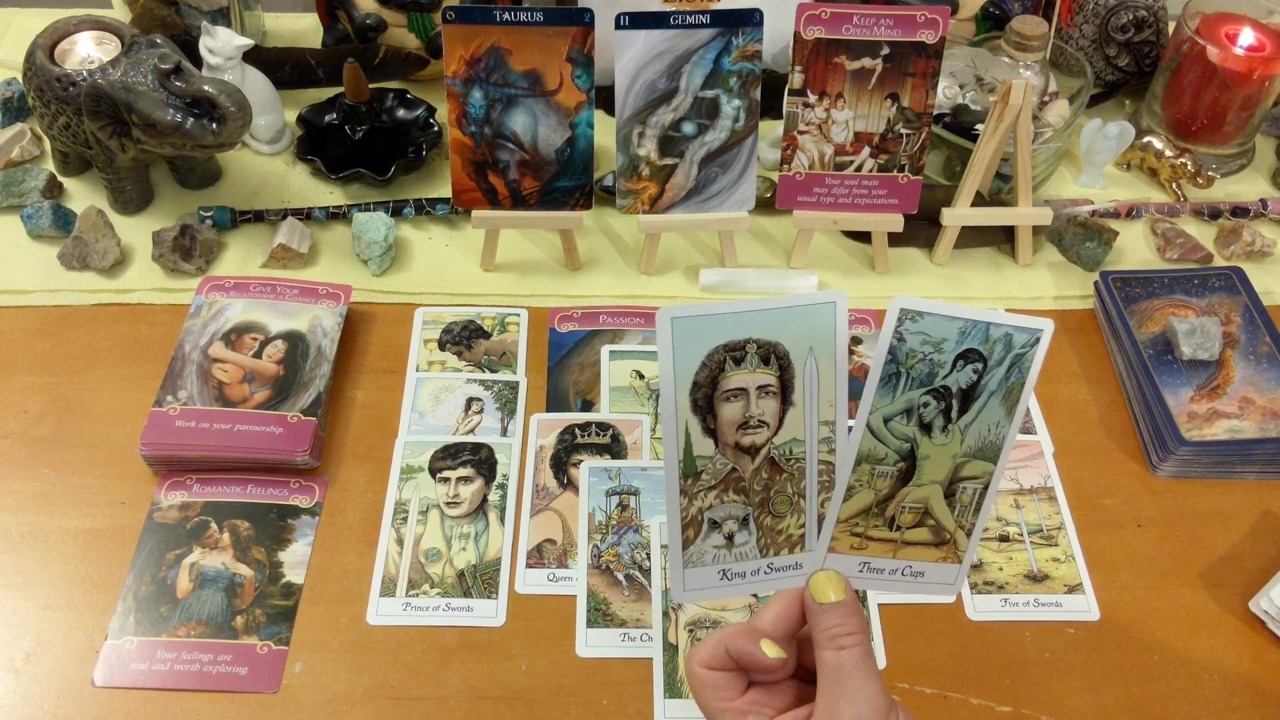 6 TAURUS 2
II GEMINI 3
KEEP AN
OPEN MIND
Your soul mate
may differ from your
usual type and expectations.
GIVE YOUR
RELATIONSHIP A CHANCE
Work on your partnership.
PASSION
ROMANTIC FEELINGS
Your feelings are
real and worth exploring.
Prince of Swords
Queen
The Ch
King of Swords
Three of Cups
Five of Swords